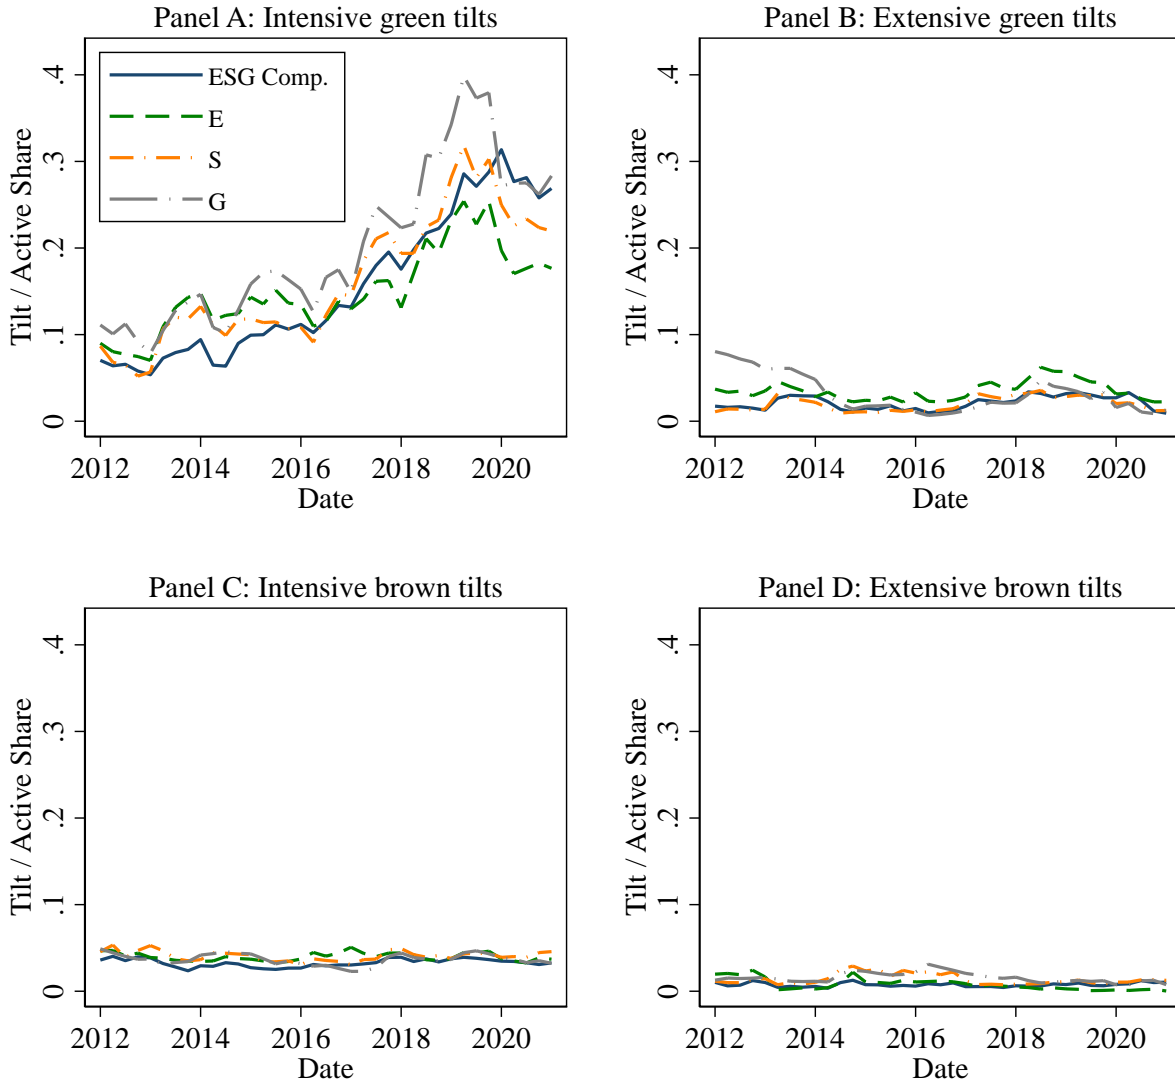 Panel A: Intensive green tilts
Tilt / Active Share
.4
.3
.2
.1
0
ESG Comp.
E
S
G
2012 2014 2016 2018 2020
Date
Panel B: Extensive green tilts
Tilt / Active Share
.4
.3
.2
.1
0
2012 2014 2016 2018 2020
Date
Panel C: Intensive brown tilts
Tilt / Active Share
.4
.3
.2
.1
0
2012 2014 2016 2018 2020
Date
Panel D: Extensive brown tilts
Tilt / Active Share
.4
.3
.2
.1
0
2012 2014 2016 2018 2020
Date